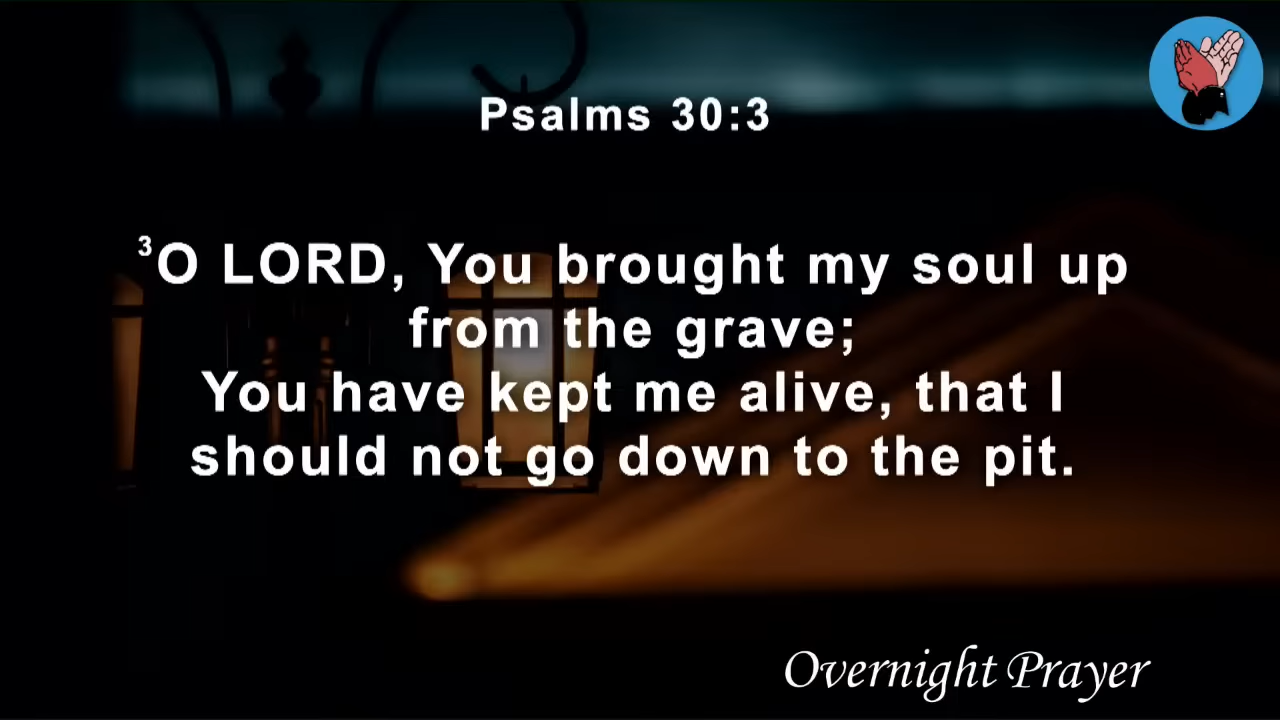 Psalms 30:3
³O LORD, You brought my soul up
from the grave;
You have kept me alive, that I
should not go down to the pit.
Overnight Prayer